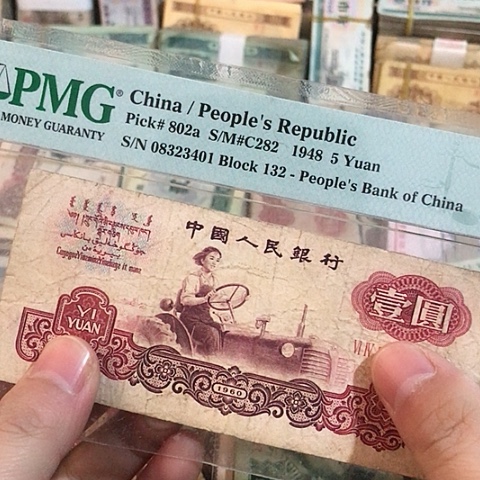 PMG®
MONEY GUARANTY
China / People's Republic
Pick# 802a S/M#C282 1948 5 Yuan
S/N 08323401 Block 132 - People's Bank of China
中國人民銀行
壹圓
YI
YUAN
1960